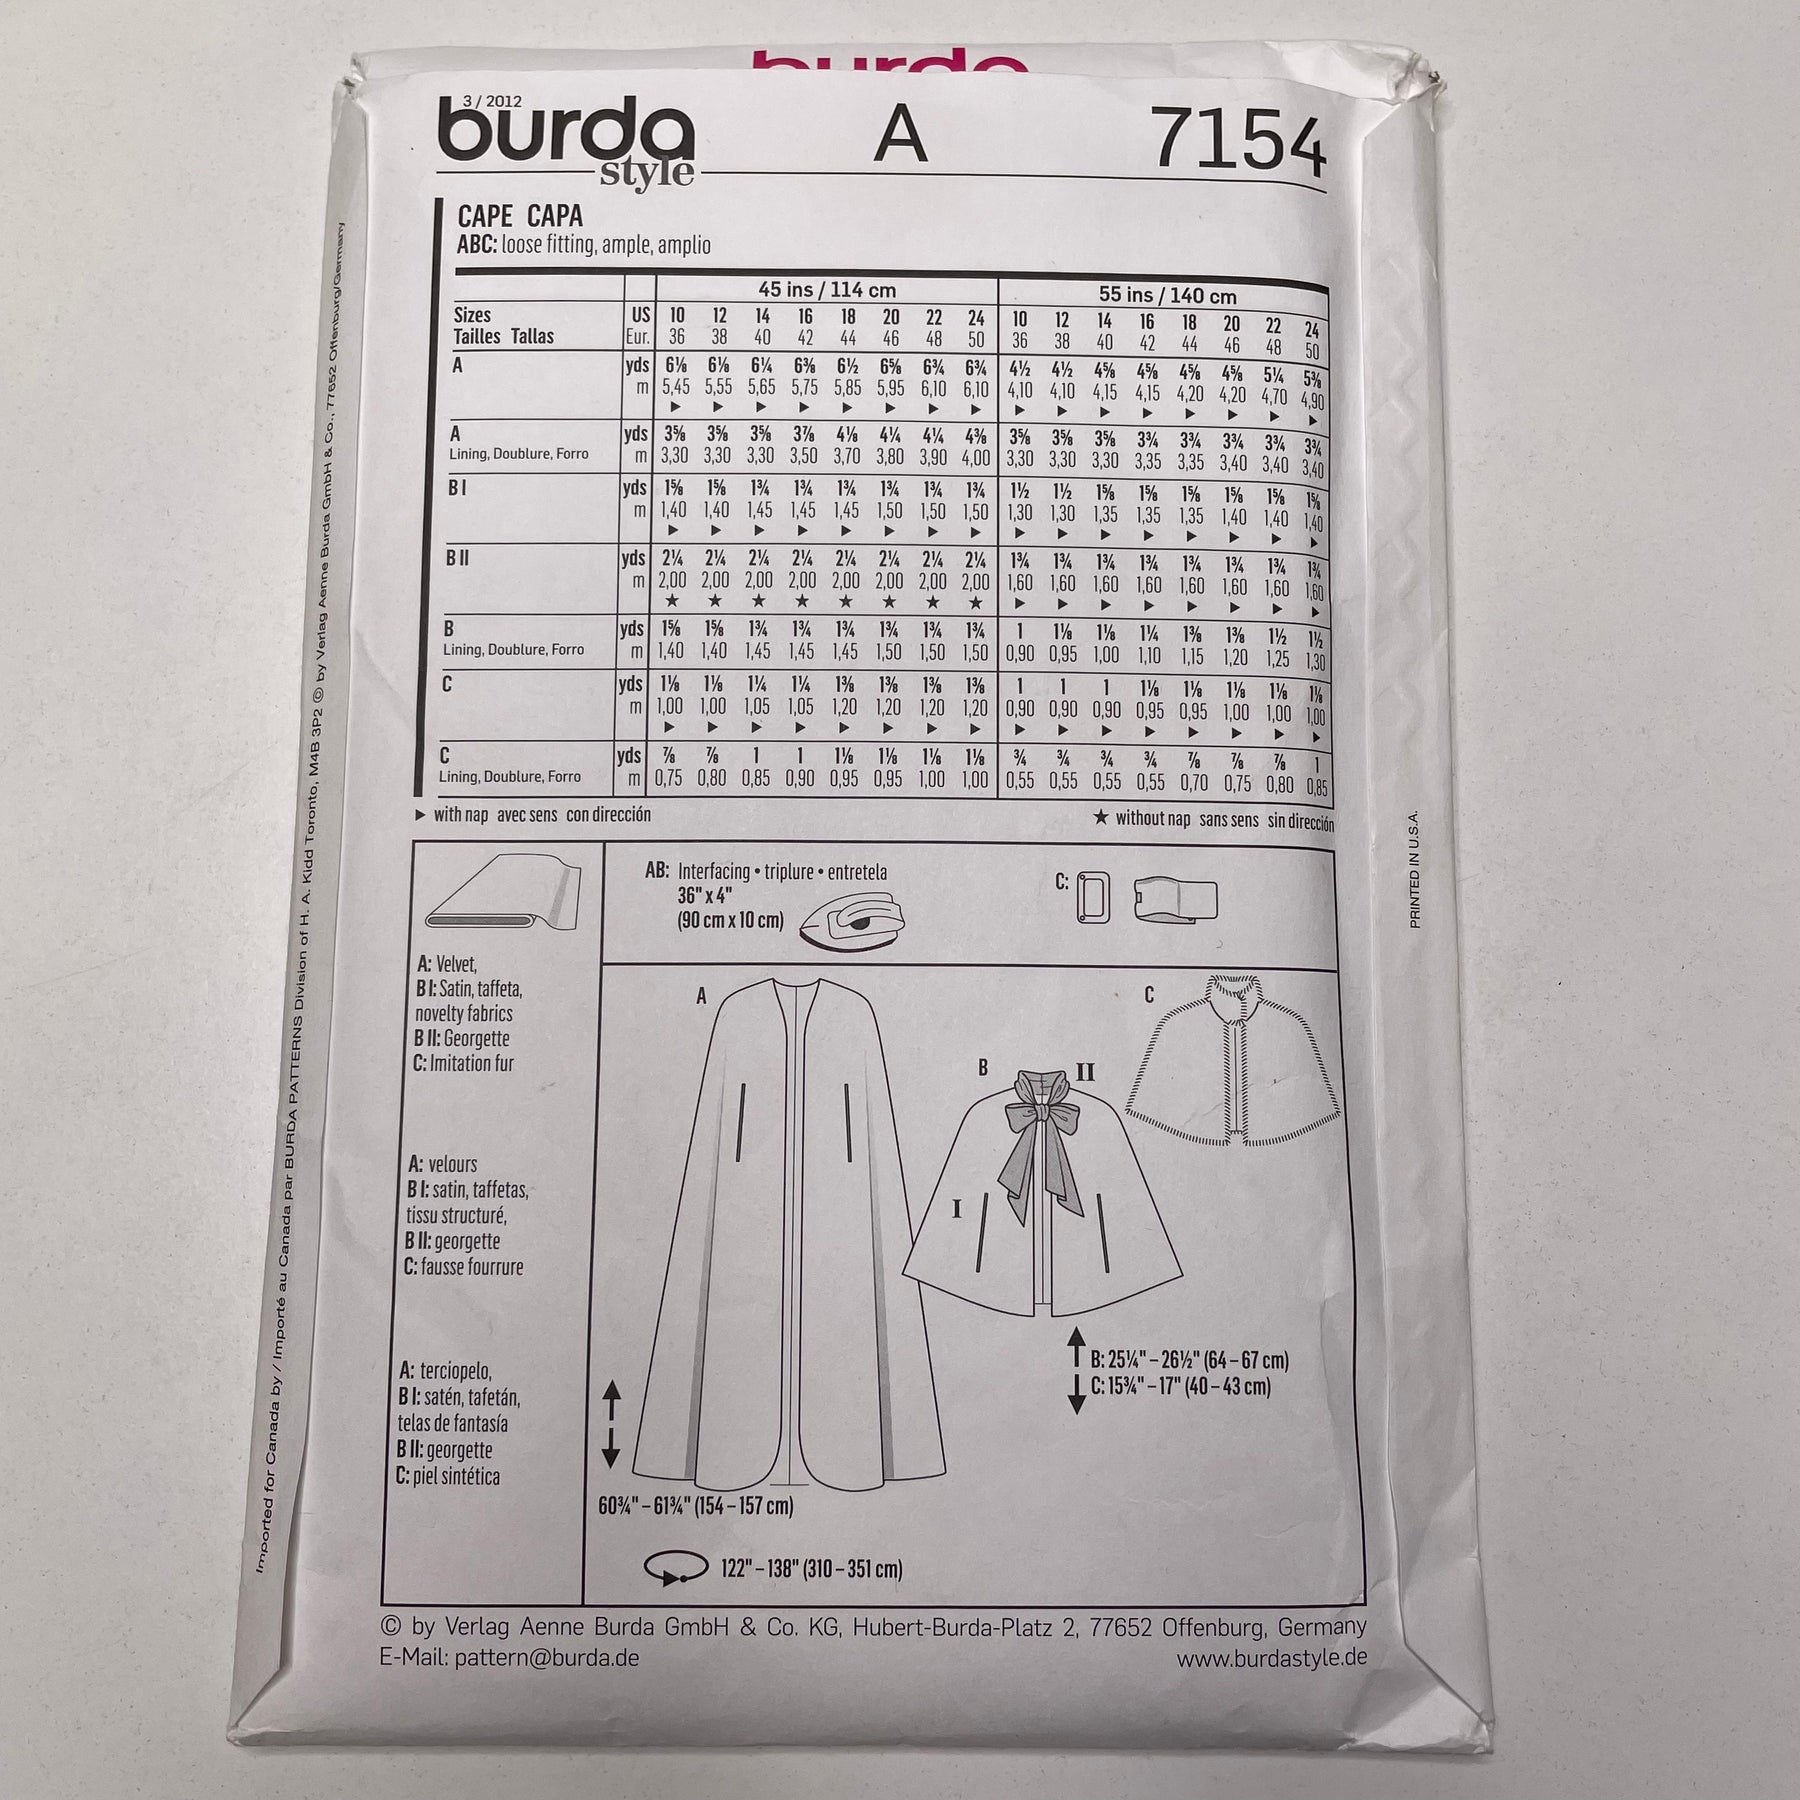 burda
3 / 2012
burda style A 7154
CAPE CAPA
ABC: loose fitting, ample, amplio
45 ins / 114 cm 55 ins / 140 cm
Sizes US 10 12 14 16 18 20 22 24 10 12 14 16 18 20 22 24
Tailles Tallas Eur. 36 38 40 42 44 46 48 50 36 38 40 42 44 46 48 50
A yds 6⅛ 6⅛ 6¼ 6⅜ 6½ 6⅝ 6¾ 6¾ 4½ 4½ 4⅝ 4⅝ 4⅝ 4⅝ 5¼ 5⅜
m 5,45 5,55 5,65 5,75 5,85 5,95 6,10 6,10 4,10 4,10 4,15 4,15 4,20 4,20 4,70 4,90
▶ ▶ ▶ ▶ ▶ ▶ ▶ ▶ ▶ ▶ ▶ ▶ ▶ ▶ ▶ ▶
A yds 3⅝ 3⅝ 3⅝ 3⅞ 4⅛ 4¼ 4¼ 4⅜ 3⅝ 3⅝ 3⅝ 3¾ 3¾ 3¾ 3¾ 3¾
Lining, Doublure, Forro m 3,30 3,30 3,30 3,50 3,70 3,80 3,90 4,00 3,30 3,30 3,30 3,35 3,35 3,40 3,40 3,40
B I yds 1⅝ 1⅝ 1¾ 1¾ 1¾ 1¾ 1¾ 1¾ 1½ 1½ 1⅝ 1⅝ 1⅝ 1⅝ 1⅝ 1⅝
m 1,40 1,40 1,45 1,45 1,45 1,50 1,50 1,50 1,30 1,30 1,35 1,35 1,35 1,40 1,40 1,40
▶ ▶ ▶ ▶ ▶ ▶ ▶ ▶ ▶ ▶ ▶ ▶ ▶ ▶ ▶ ▶
B II yds 2¼ 2¼ 2¼ 2¼ 2¼ 2¼ 2¼ 2¼ 1¾ 1¾ 1¾ 1¾ 1¾ 1¾ 1¾ 1¾
m 2,00 2,00 2,00 2,00 2,00 2,00 2,00 2,00 1,60 1,60 1,60 1,60 1,60 1,60 1,60 1,60
★ ★ ★ ★ ★ ★ ★ ★ ▶ ▶ ▶ ▶ ▶ ▶ ▶ ▶
B yds 1⅝ 1⅝ 1¾ 1¾ 1¾ 1¾ 1¾ 1¾ 1 1⅛ 1⅛ 1¼ 1⅜ 1⅜ 1½ 1½
Lining, Doublure, Forro m 1,40 1,40 1,45 1,45 1,45 1,50 1,50 1,50 0,90 0,95 1,00 1,10 1,15 1,20 1,25 1,30
C yds 1⅛ 1⅛ 1¼ 1¼ 1⅜ 1⅜ 1⅜ 1⅜ 1 1 1 1⅛ 1⅛ 1⅛ 1⅛ 1⅛
m 1,00 1,00 1,05 1,05 1,20 1,20 1,20 1,20 0,90 0,90 0,90 0,95 0,95 1,00 1,00 1,00
▶ ▶ ▶ ▶ ▶ ▶ ▶ ▶ ▶ ▶ ▶ ▶ ▶ ▶ ▶ ▶
C yds ⅞ ⅞ 1 1 1⅛ 1⅛ 1⅛ 1⅛ ¾ ¾ ¾ ¾ ⅞ ⅞ ⅞ 1
Lining, Doublure, Forro m 0,75 0,80 0,85 0,90 0,95 0,95 1,00 1,00 0,55 0,55 0,55 0,55 0,70 0,75 0,80 0,85
▶ with nap avec sens con dirección ★ without nap sans sens sin dirección
AB: Interfacing • triplure • entretela
36" x 4"
(90 cm x 10 cm)
C:
A: Velvet,
B I: Satin, taffeta,
novelty fabrics
B II: Georgette
C: Imitation fur
A: velours
B I: satin, taffetas,
tissu structuré,
B II: georgette
C: fausse fourrure
A: terciopelo,
B I: satén, tafetán,
telas de fantasía
B II: georgette
C: piel sintética
A
B
II
I
C
B: 25¼" – 26½" (64 – 67 cm)
C: 15¾" – 17" (40 – 43 cm)
60¾" – 61¾" (154 – 157 cm)
122" – 138" (310 – 351 cm)
© by Verlag Aenne Burda GmbH & Co. KG, Hubert-Burda-Platz 2, 77652 Offenburg, Germany
E-Mail: pattern@burda.de www.burdastyle.de
Imported for Canada by / Importé au Canada par BURDA PATTERNS Division of H. A. Kidd Toronto, M4B 3P2 © by Verlag Aenne Burda GmbH & Co., 77652 Offenburg/Germany
PRINTED IN U.S.A.